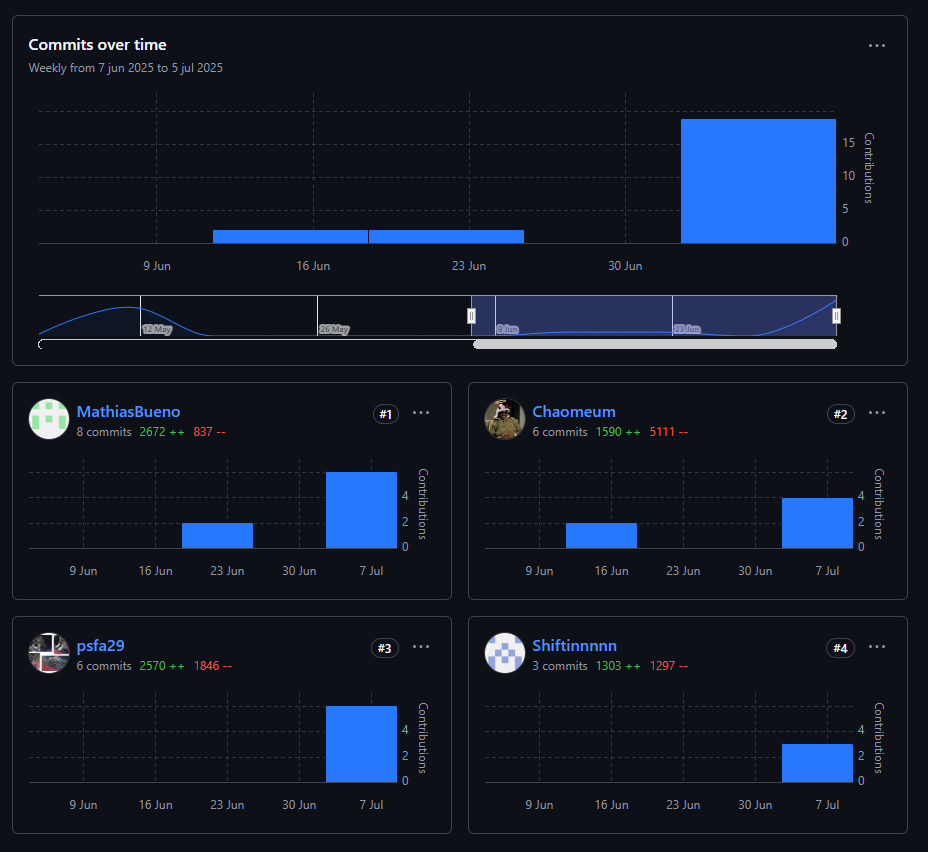 Commits over time
Weekly from 7 jun 2025 to 5 jul 2025
15
10
5
0
Contributions
9 Jun 16 Jun 23 Jun 30 Jun
12 May 26 May 9 Jun 23 Jun
MathiasBueno #1
8 commits 2672 ++ 837 --
4
2
0
Contributions
9 Jun 16 Jun 23 Jun 30 Jun 7 Jul
Chaomeum #2
6 commits 1590 ++ 5111 --
4
2
0
Contributions
9 Jun 16 Jun 23 Jun 30 Jun 7 Jul
psfa29 #3
6 commits 2570 ++ 1846 --
4
2
0
Contributions
9 Jun 16 Jun 23 Jun 30 Jun 7 Jul
Shiftinnnnn #4
3 commits 1303 ++ 1297 --
4
2
0
Contributions
9 Jun 16 Jun 23 Jun 30 Jun 7 Jul